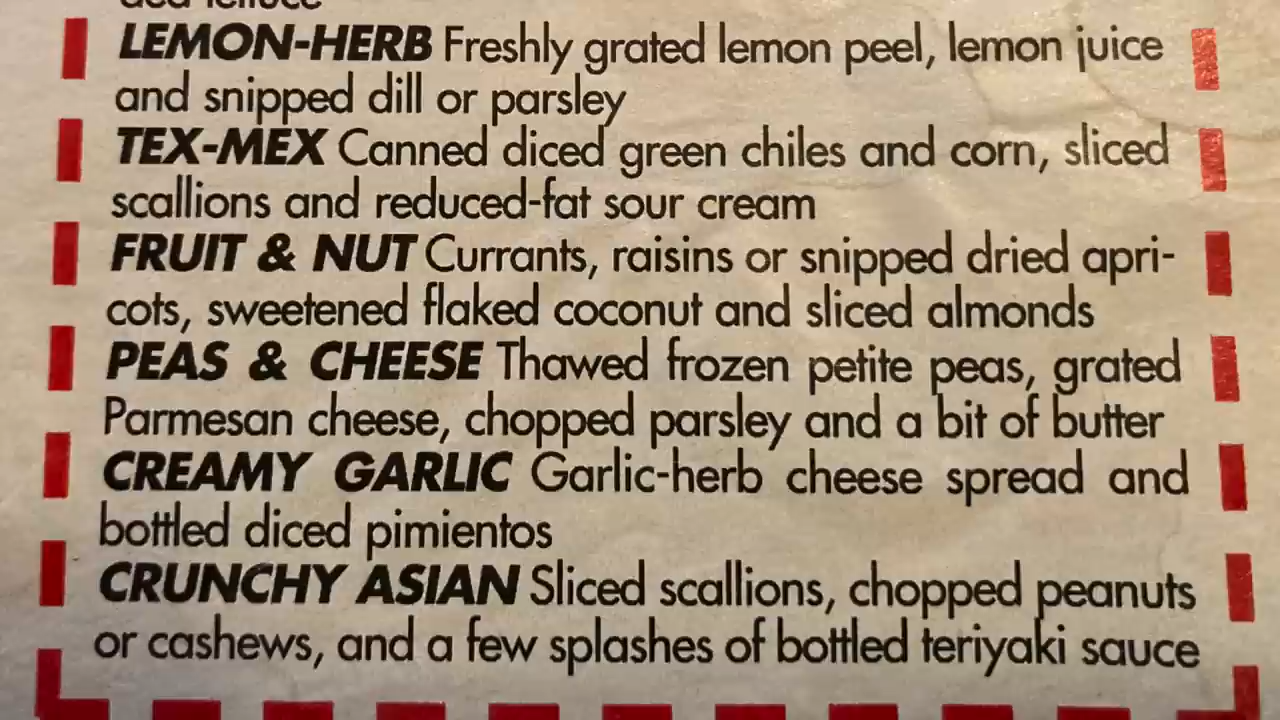 LEMON-HERB Freshly grated lemon peel, lemon juice
and snipped dill or parsley
TEX-MEX Canned diced green chiles and corn, sliced
scallions and reduced-fat sour cream
FRUIT & NUT Currants, raisins or snipped dried apri-
cots, sweetened flaked coconut and sliced almonds
PEAS & CHEESE Thawed frozen petite peas, grated
Parmesan cheese, chopped parsley and a bit of butter
CREAMY GARLIC Garlic-herb cheese spread and
bottled diced pimientos
CRUNCHY ASIAN Sliced scallions, chopped peanuts
or cashews, and a few splashes of bottled teriyaki sauce